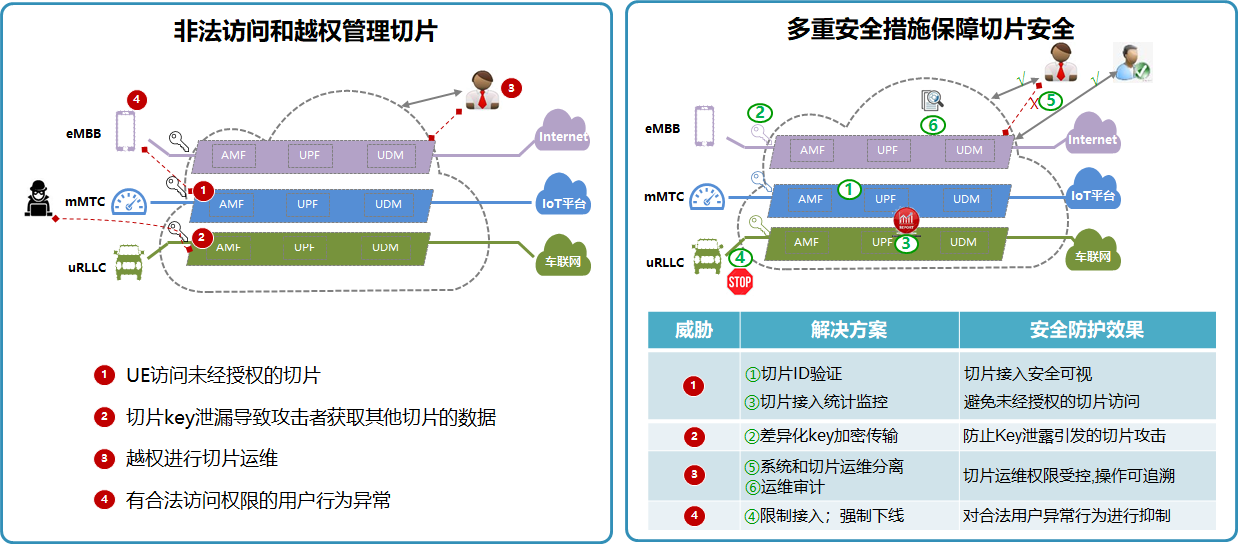 非法访问和越权管理切片
4
3
eMBB
AMF
UPF
UDM
Internet
1
mMTC
AMF
UPF
UDM
IoT平台
2
uRLLC
AMF
UPF
UDM
车联网
1 UE访问未经授权的切片
2 切片key泄漏导致攻击者获取其他切片的数据
3 越权进行切片运维
4 有合法访问权限的用户行为异常
多重安全措施保障切片安全
√
√
X
⑤
②
⑥
eMBB
AMF
UPF
UDM
Internet
①
mMTC
AMF
UPF
UDM
IoT平台
REPORT
③
uRLLC
AMF
UPF
UDM
车联网
④
STOP
威胁 解决方案 安全防护效果
1
①切片ID验证 切片接入安全可视
③切片接入统计监控 避免未经授权的切片访问
2 ②差异化key加密传输 防止Key泄露引发的切片攻击
3
⑤系统和切片运维分离
⑥运维审计
切片运维权限受控,操作可追溯
4 ④限制接入；强制下线 对合法用户异常行为进行抑制